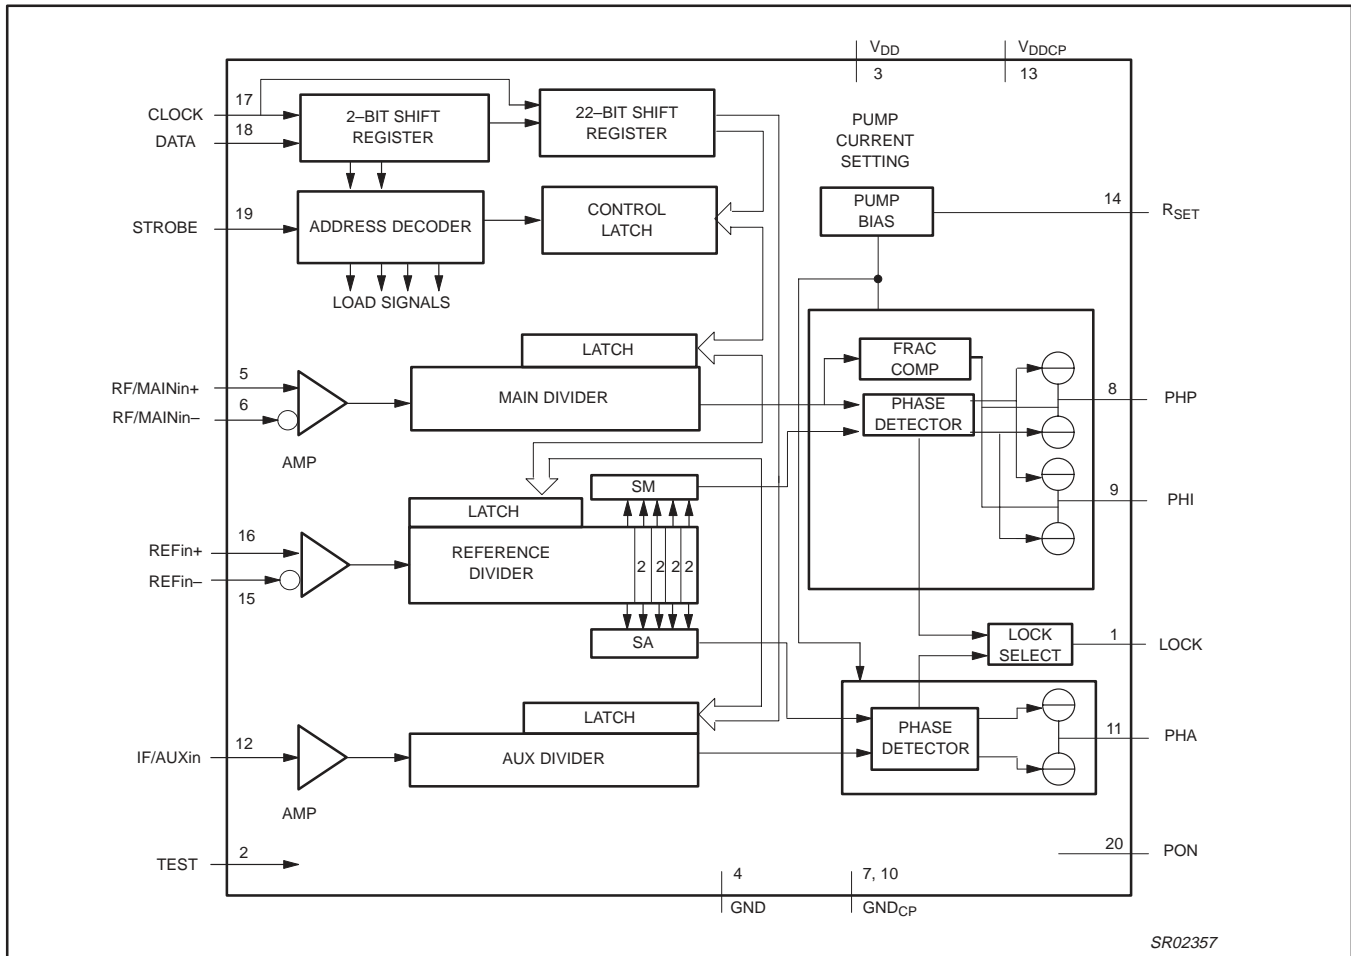 V_DD
3
V_DDCP
13
CLOCK
17
DATA
18
2–BIT SHIFT
REGISTER
22–BIT SHIFT
REGISTER
PUMP
CURRENT
SETTING
STROBE
19
ADDRESS DECODER
CONTROL
LATCH
PUMP
BIAS
14
R_SET
LOAD SIGNALS
LATCH
MAIN DIVIDER
RF/MAINin+
5
RF/MAINin–
6
AMP
FRAC
COMP
PHASE
DETECTOR
8
PHP
9
PHI
SM
LATCH
REFERENCE
DIVIDER
2 2 2 2
REFin+
16
REFin–
15
SA
LOCK
SELECT
1
LOCK
LATCH
AUX DIVIDER
IF/AUXin
12
AMP
PHASE
DETECTOR
11
PHA
TEST
2
20
PON
4
GND
7, 10
GND_CP
SR02357